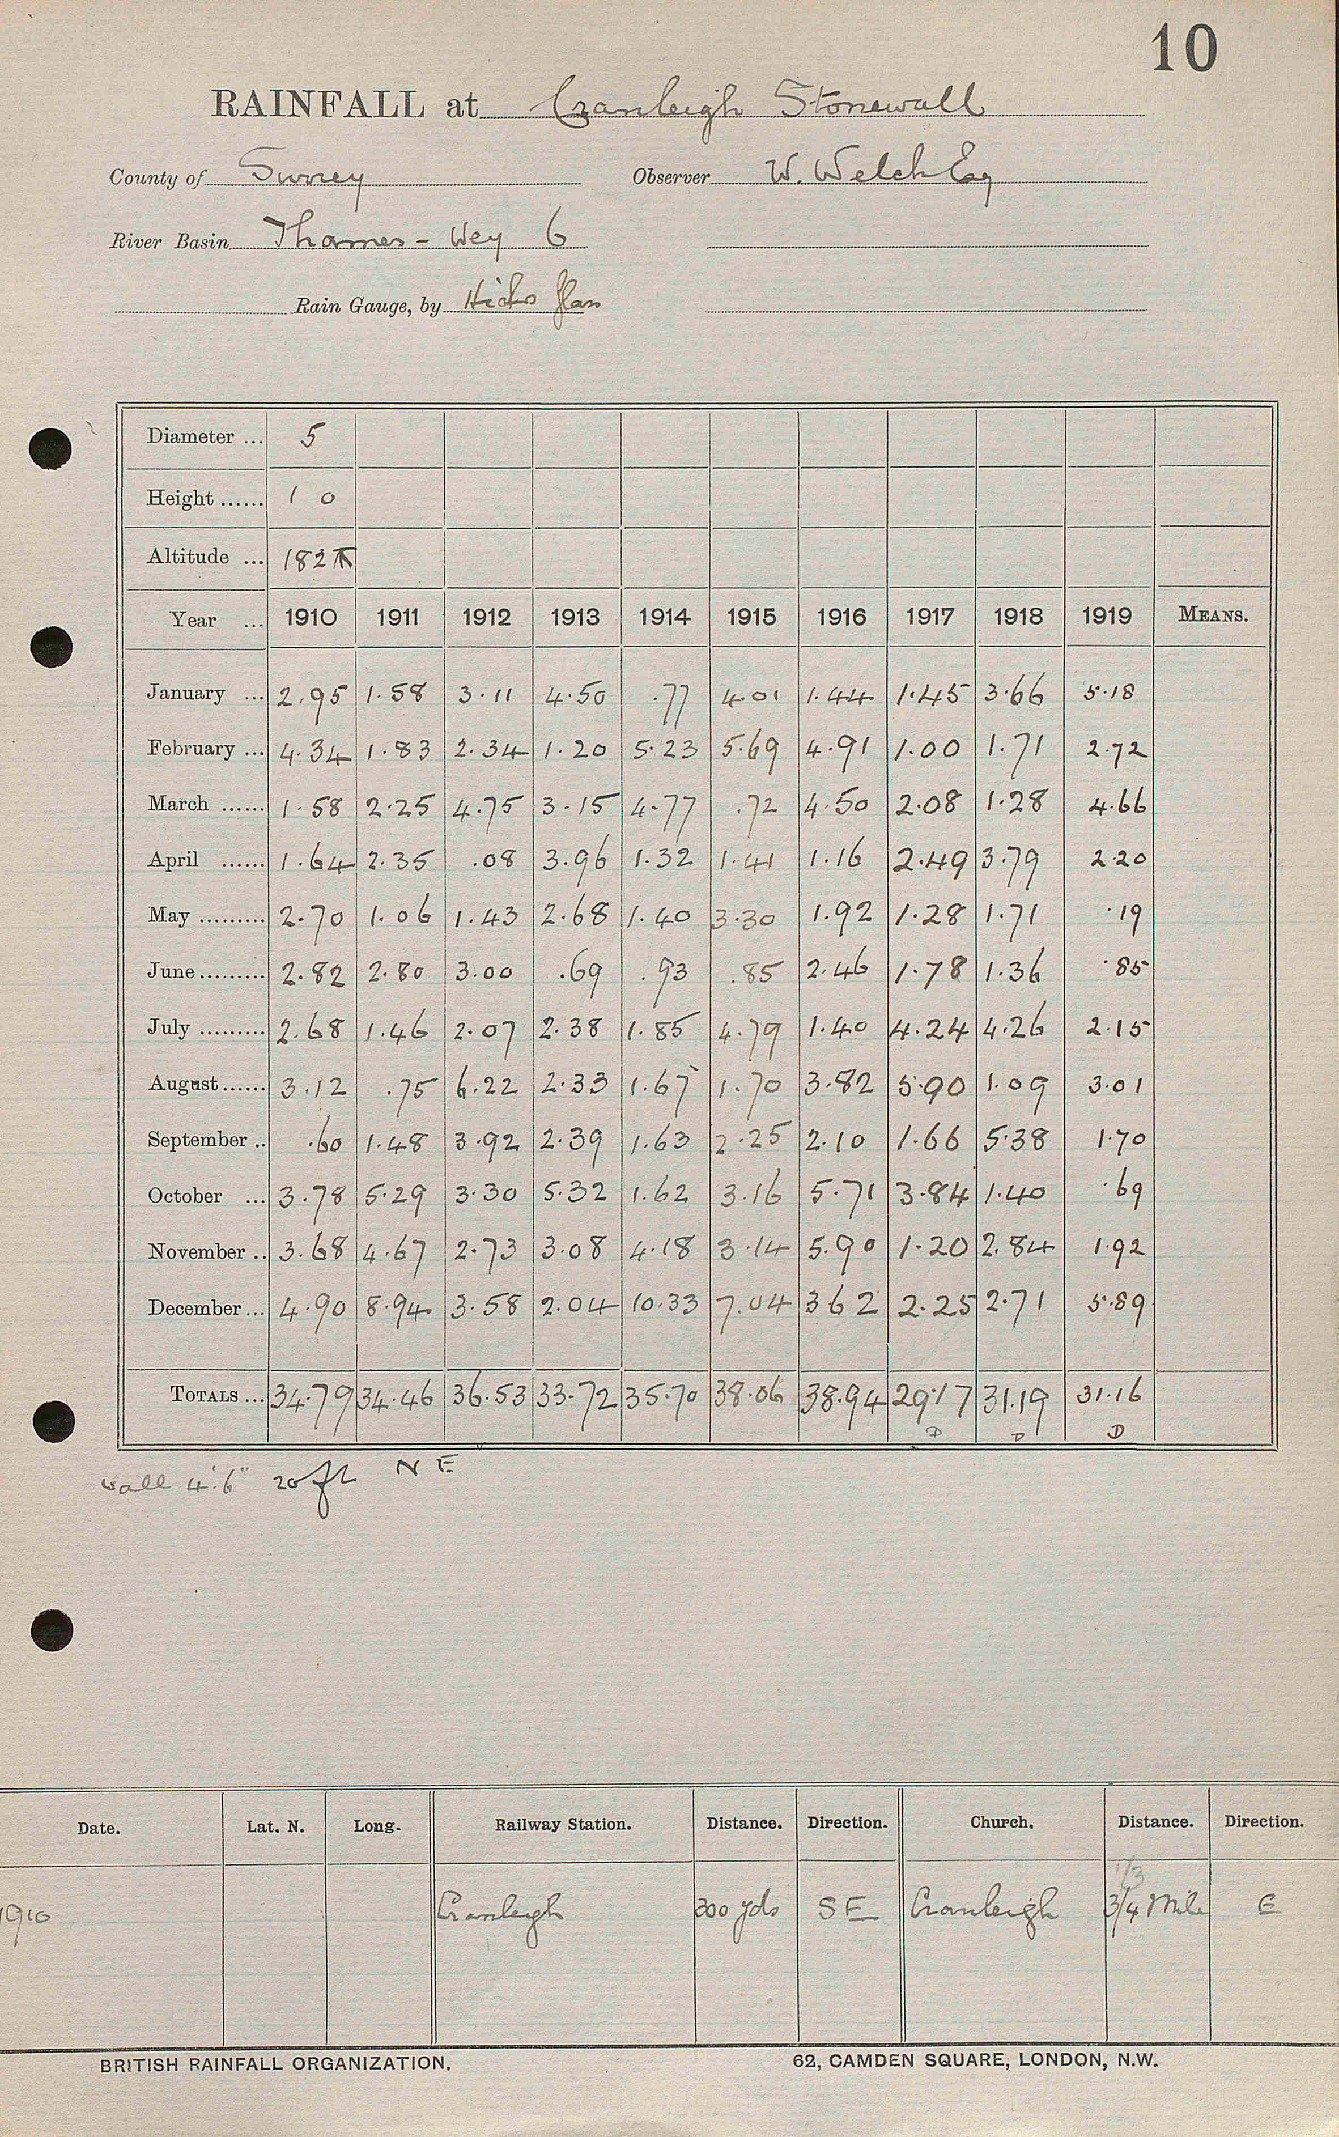 10
RAINFALL at Cranleigh Stonewall
County of Surrey Observer W. Welch Esq
River Basin Thames - Wey 6
Rain Gauge, by Hicks
Diameter ... 5
Height ...... 1 0
Altitude ... 182
Year ... 1910 1911 1912 1913 1914 1915 1916 1917 1918 1919 MEANS.
January ... 2.95 1.58 3.11 4.50 .77 4.01 1.44 1.45 3.66 5.18
February ... 4.34 1.83 2.34 1.20 5.23 5.69 4.91 1.00 1.71 2.72
March ...... 1.58 2.25 4.75 3.15 4.77 .72 4.50 2.08 1.28 4.66
April ...... 1.64 2.35 .08 3.96 1.32 1.41 1.16 2.49 3.79 2.20
May ......... 2.70 1.06 1.43 2.68 1.40 3.30 1.92 1.28 1.71 .19
June ......... 2.82 2.80 3.00 .69 .93 .85 2.46 1.78 1.36 .85
July ......... 2.68 1.46 2.07 2.38 1.85 4.79 1.40 4.24 4.26 2.15
August ...... 3.12 .75 6.22 2.33 1.67 1.70 3.82 5.90 1.09 3.01
September .. .60 1.48 3.92 2.39 1.63 2.25 2.10 1.66 5.38 1.70
October ... 3.78 5.29 3.30 5.32 1.62 3.16 5.71 3.84 1.40 .69
November .. 3.68 4.67 2.73 3.08 4.18 3.14 5.90 1.20 2.84 1.92
December ... 4.90 8.94 3.58 2.04 10.33 7.04 3 62 2.25 2.71 5.89
TOTALS ... 34.79 34.46 36.53 33.72 35.70 38.06 38.94 29.17 31.19 31.16
D D D
wall 4'.6" 20 ft N E
Date. Lat. N. Long. Railway Station. Distance. Direction. Church. Distance. Direction.
1/3
1910 Cranleigh 300 yds S E Cranleigh 3/4 Mile E
BRITISH RAINFALL ORGANIZATION. 62, CAMDEN SQUARE, LONDON, N.W.